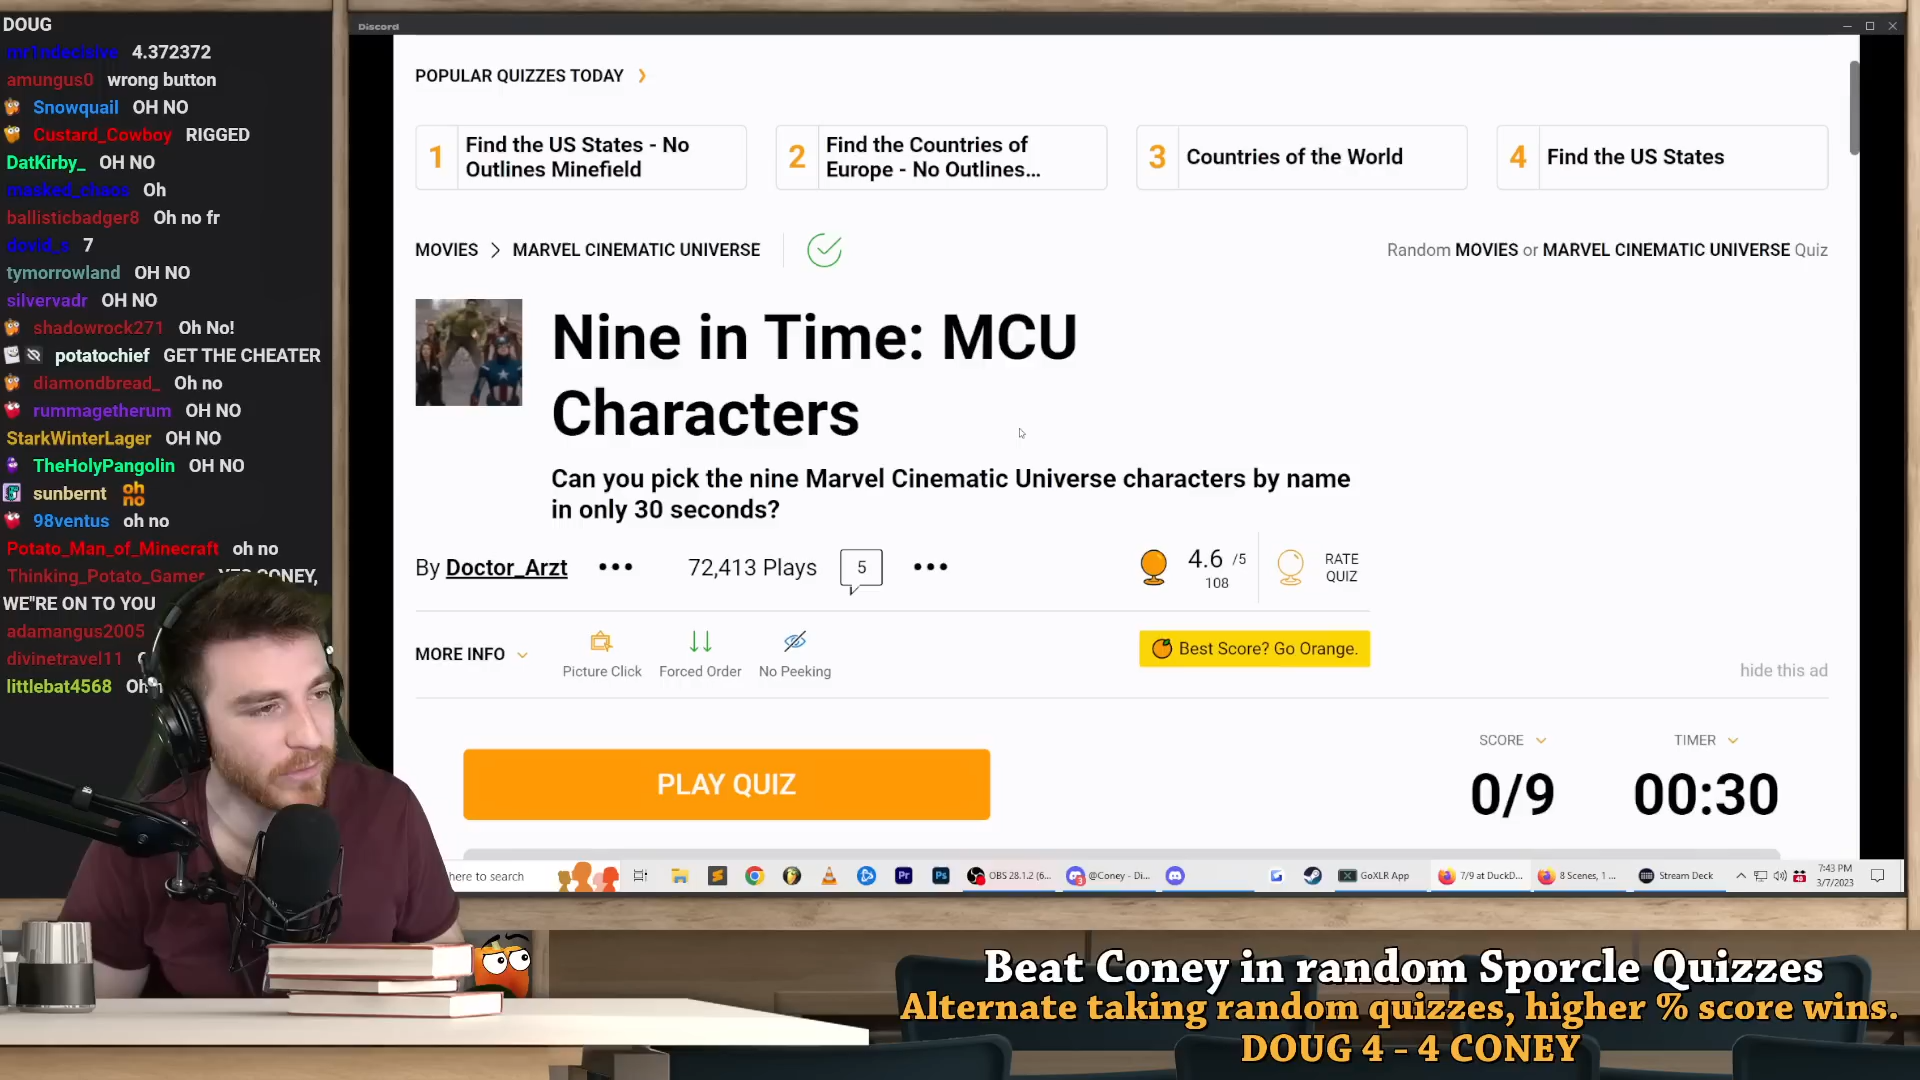 DOUG
mr1ndecisive 4.372372
amungus0 wrong button
Snowquail OH NO
Custard_Cowboy RIGGED
DatKirby_ OH NO
masked_chaos Oh
ballisticbadger8 Oh no fr
dovid_s 7
tymorrowland OH NO
silvervadr OH NO
shadowrock271 Oh No!
potatochief GET THE CHEATER
diamondbread_ Oh no
rummagetherum OH NO
StarkWinterLager OH NO
TheHolyPangolin OH NO
sunbernt oh no
98ventus oh no
Potato_Man_of_Minecraft oh no
Thinking_Potato_Gamer YES CONEY,
WE"RE ON TO YOU
adamangus2005
divinetravel11
littlebat4568 Oh
Discord
POPULAR QUIZZES TODAY
1 Find the US States - No
Outlines Minefield
2 Find the Countries of
Europe - No Outlines...
3 Countries of the World
4 Find the US States
MOVIES > MARVEL CINEMATIC UNIVERSE
Random MOVIES or MARVEL CINEMATIC UNIVERSE Quiz
Nine in Time: MCU
Characters
Can you pick the nine Marvel Cinematic Universe characters by name
in only 30 seconds?
By Doctor_Arzt ••• 72,413 Plays 5 •••
4.6 /5
108
RATE
QUIZ
MORE INFO
Picture Click
Forced Order
No Peeking
Best Score? Go Orange.
hide this ad
PLAY QUIZ
SCORE
0/9
TIMER
00:30
here to search
Pr
Ps
OBS 28.1.2 (6...
@Coney - Di...
GoXLR App
7/9 at DuckD...
8 Scenes, 1 ...
Stream Deck
7:43 PM
3/7/2023
Beat Coney in random Sporcle Quizzes
Alternate taking random quizzes, higher % score wins.
DOUG 4 - 4 CONEY